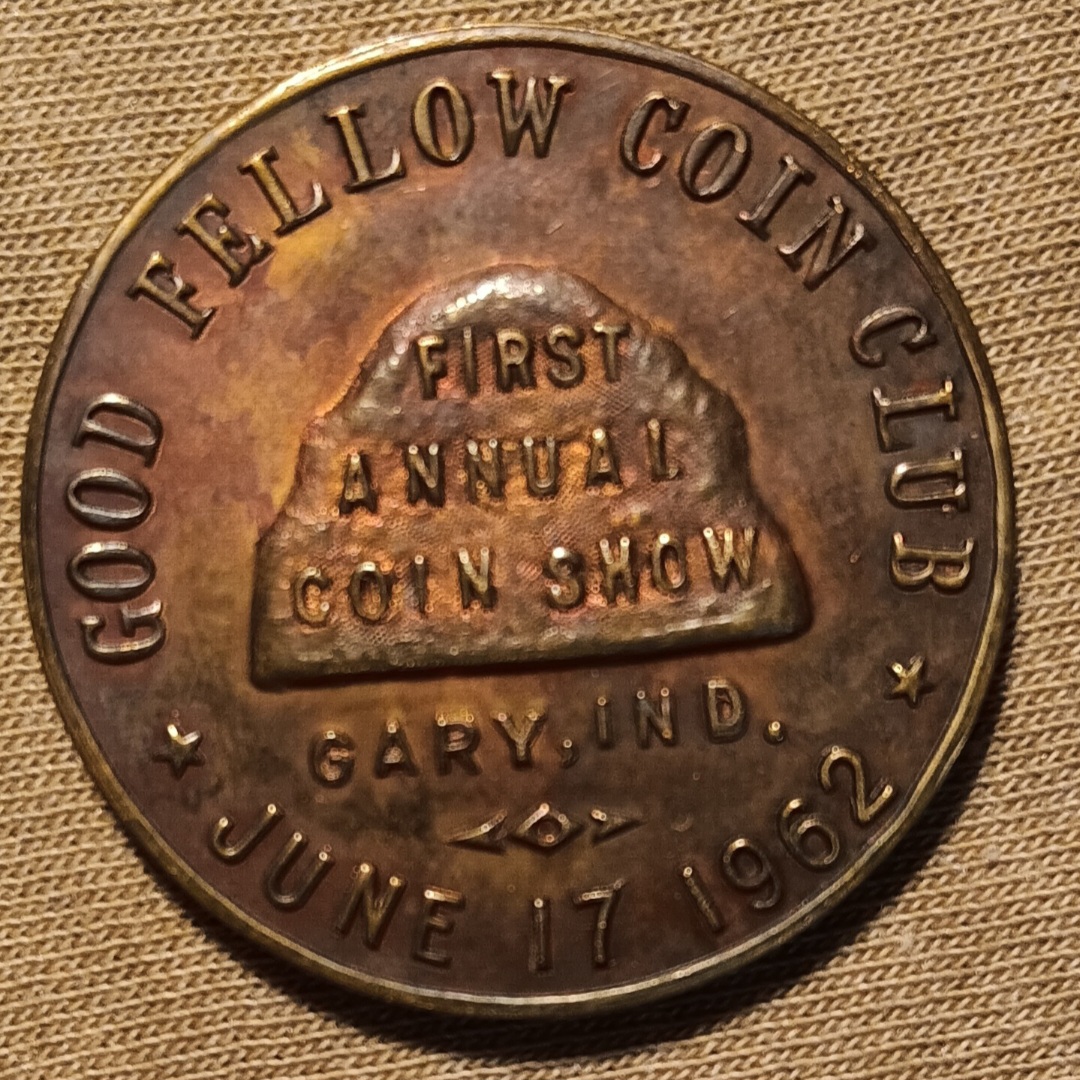 GOOD FELLOW COIN CLUB
FIRST
ANNUAL
COIN SHOW
GARY, IND.
JUNE 17 1962